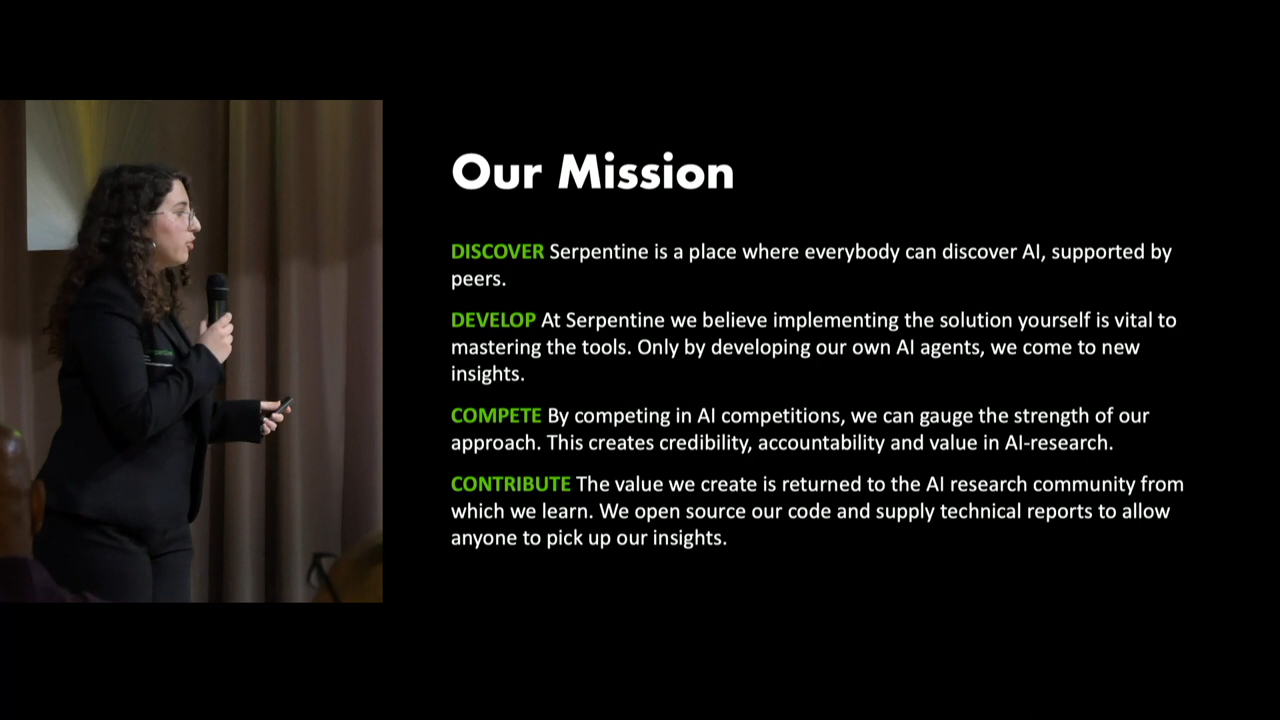 Our Mission
DISCOVER Serpentine is a place where everybody can discover AI, supported by
peers.
DEVELOP At Serpentine we believe implementing the solution yourself is vital to
mastering the tools. Only by developing our own AI agents, we come to new
insights.
COMPETE By competing in AI competitions, we can gauge the strength of our
approach. This creates credibility, accountability and value in AI-research.
CONTRIBUTE The value we create is returned to the AI research community from
which we learn. We open source our code and supply technical reports to allow
anyone to pick up our insights.